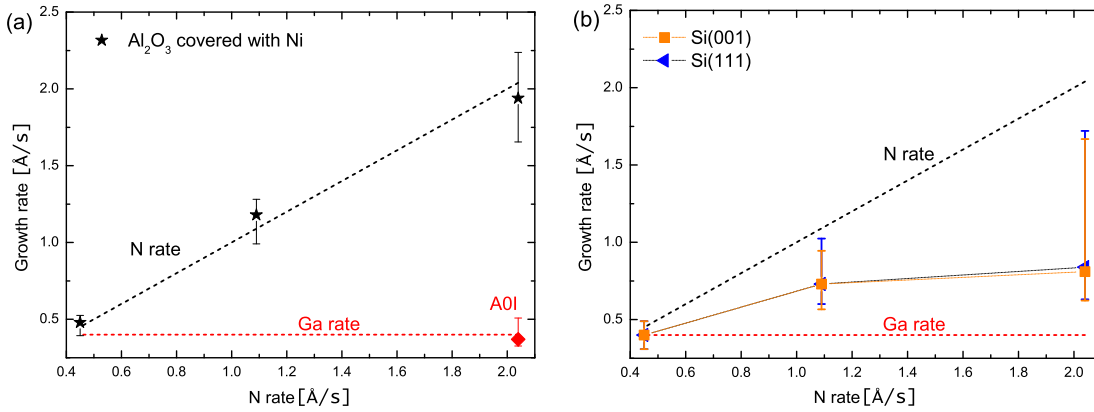 (a)
Al2O3 covered with Ni
2.5
2.0
1.5
1.0
0.5
Growth rate [Å/s]
N rate
A0I
Ga rate
0.4 0.6 0.8 1.0 1.2 1.4 1.6 1.8 2.0
N rate[Å/s]
(b)
Si(001)
Si(111)
2.5
2.0
1.5
1.0
0.5
Growth rate [Å/s]
N rate
Ga rate
0.4 0.6 0.8 1.0 1.2 1.4 1.6 1.8 2.0
N rate[Å/s]